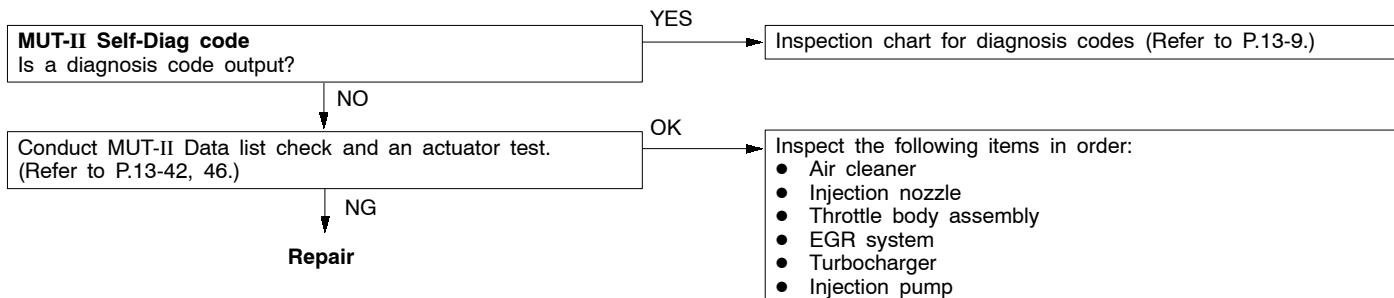 YES
MUT-II Self-Diag code
Is a diagnosis code output?
Inspection chart for diagnosis codes (Refer to P.13-9.)
NO
OK
Conduct MUT-II Data list check and an actuator test.
(Refer to P.13-42, 46.)
Inspect the following items in order:
● Air cleaner
● Injection nozzle
● Throttle body assembly
● EGR system
● Turbocharger
● Injection pump
NG
Repair